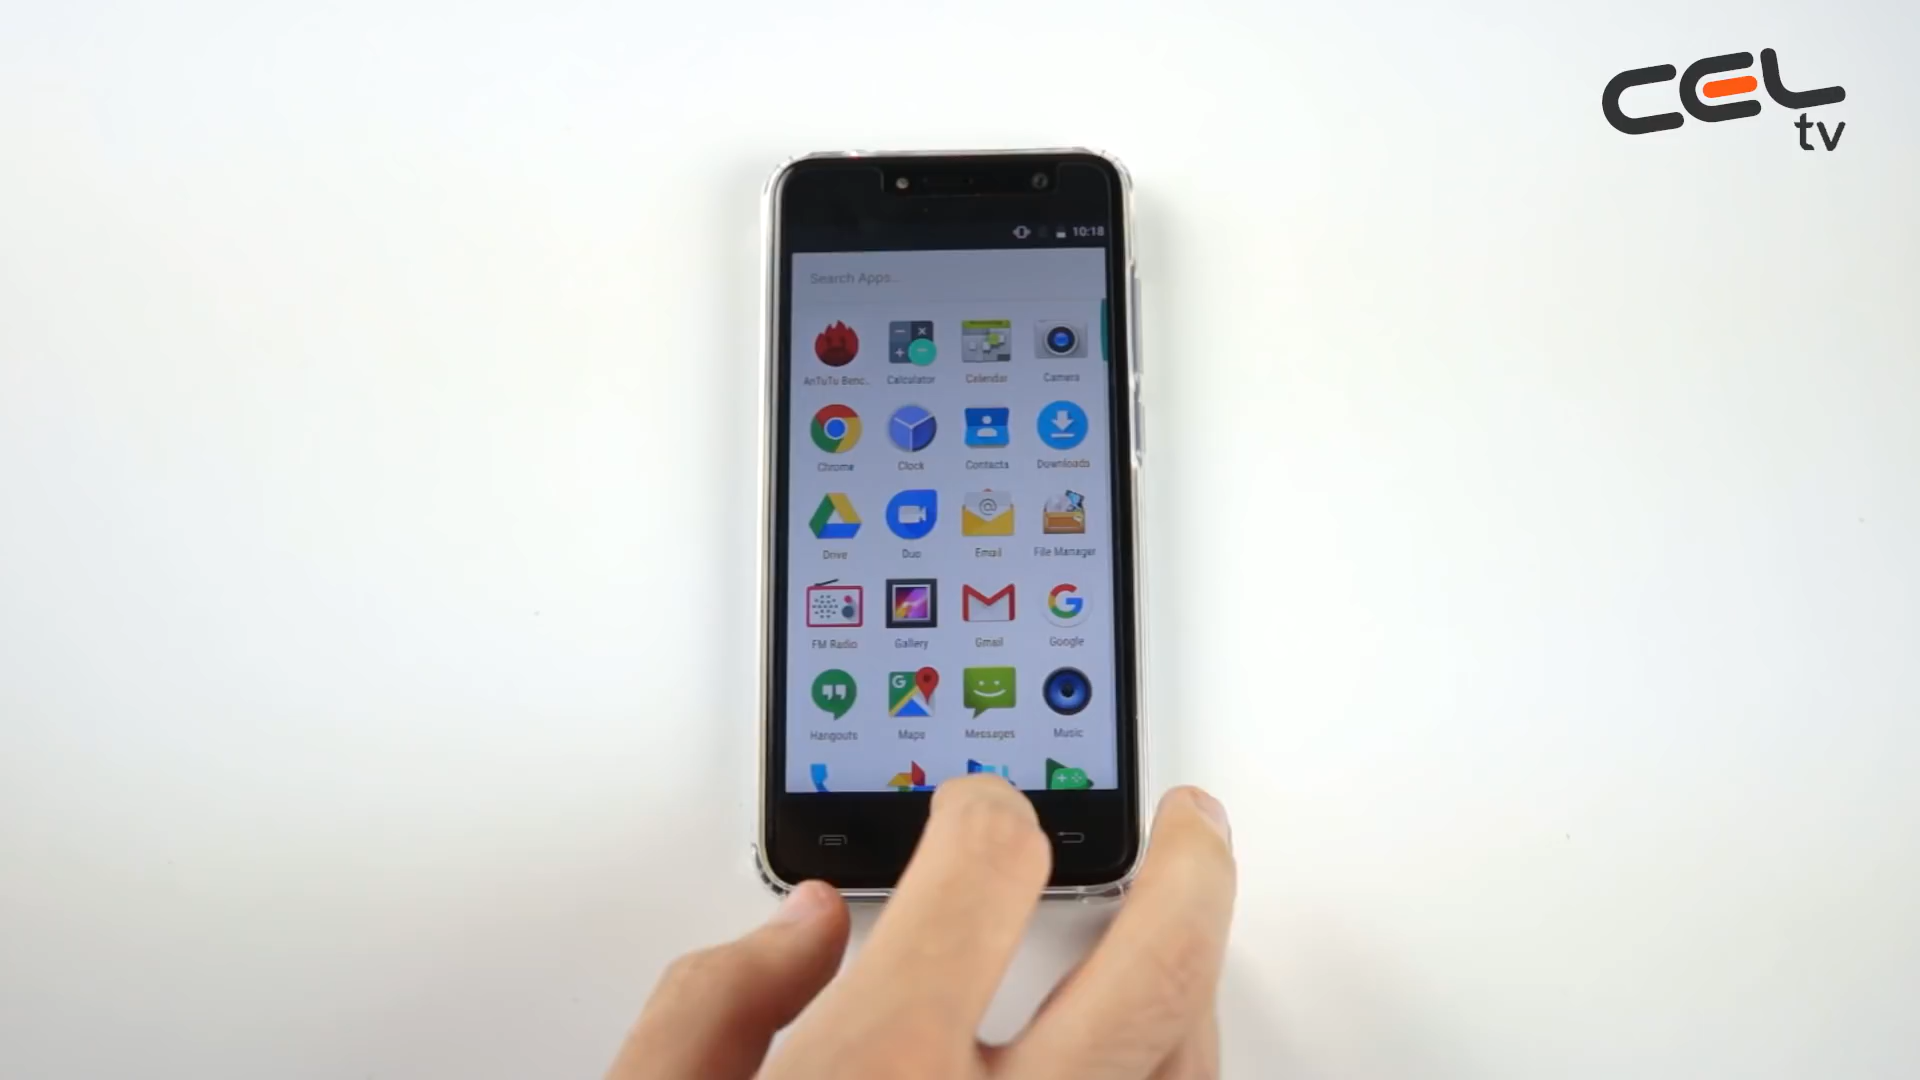 CEL
tv
10:18
Search Apps...
AnTuTu Benc...
Calculator
Calendar
Camera
Chrome
Clock
Contacts
Downloads
Drive
Duo
Email
File Manager
FM Radio
Gallery
Gmail
Google
Hangouts
Maps
Messages
Music